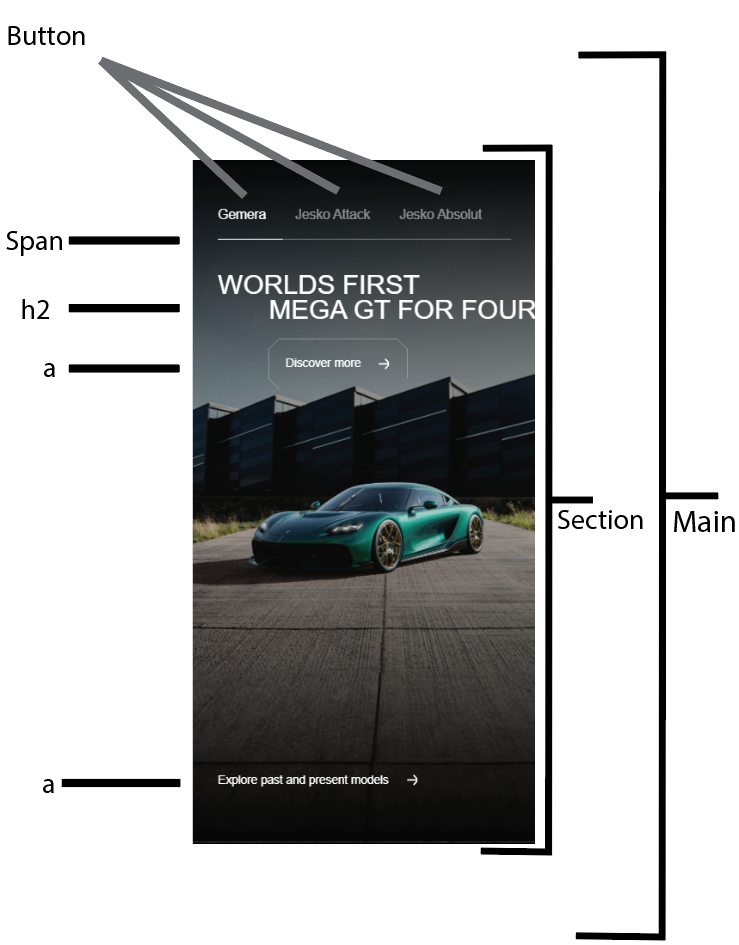 Button
Gemera Jesko Attack Jesko Absolut
Span
WORLDS FIRST
h2
MEGA GT FOR FOUR
a
Discover more
Section
Main
a
Explore past and present models